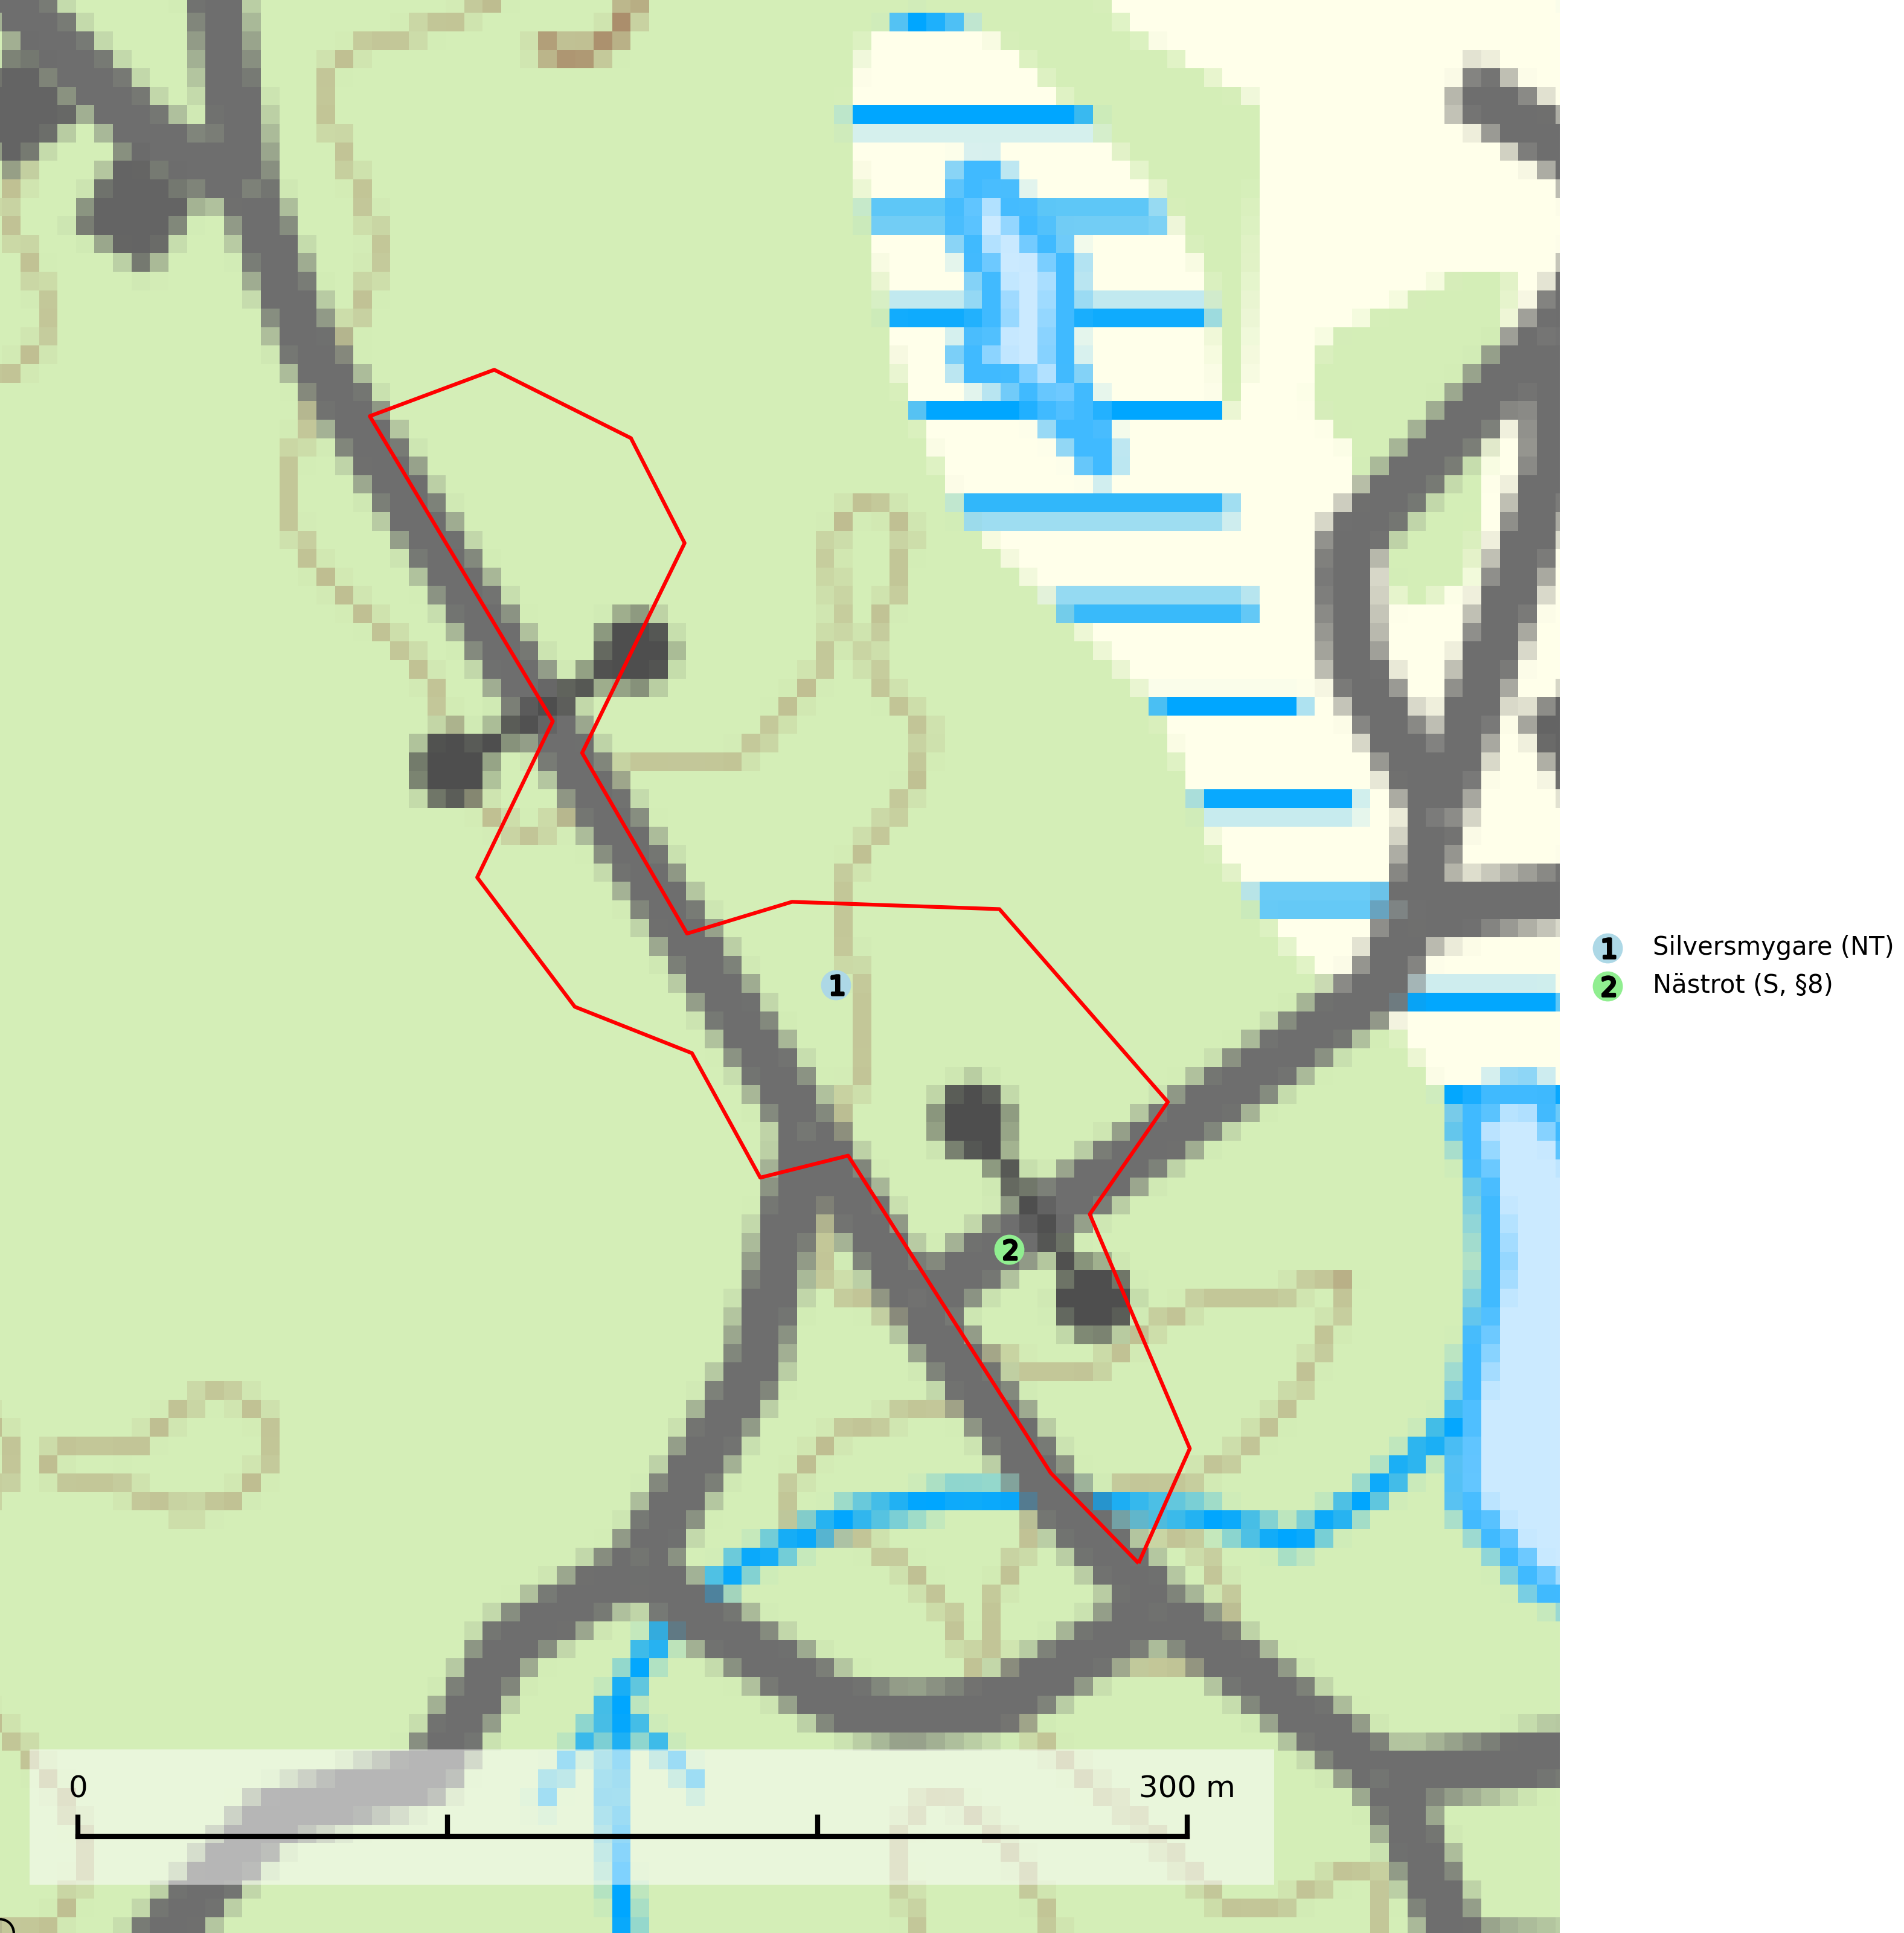 1
2
1 Silversmygare (NT)
2 Nästrot (S, §8)
0 300 m